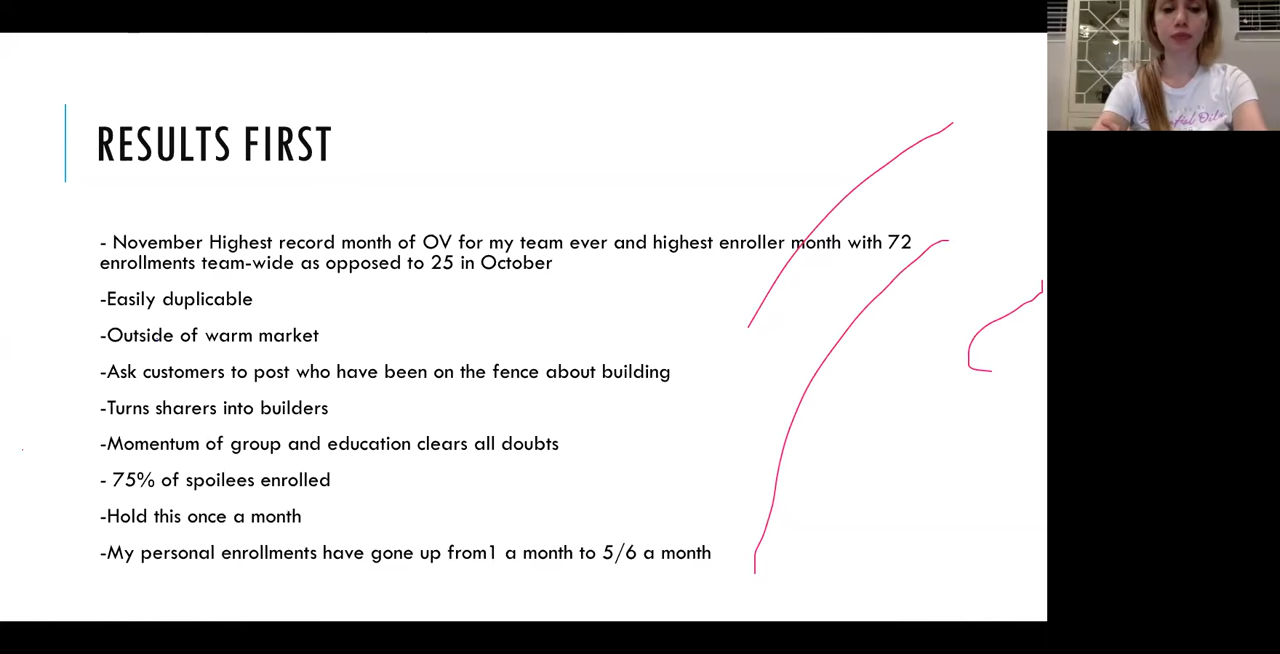 RESULTS FIRST
- November Highest record month of OV for my team ever and highest enroller month with 72
enrollments team-wide as opposed to 25 in October
-Easily duplicable
-Outside of warm market
-Ask customers to post who have been on the fence about building
-Turns sharers into builders
-Momentum of group and education clears all doubts
- 75% of spoilees enrolled
-Hold this once a month
-My personal enrollments have gone up from1 a month to 5/6 a month
Oils